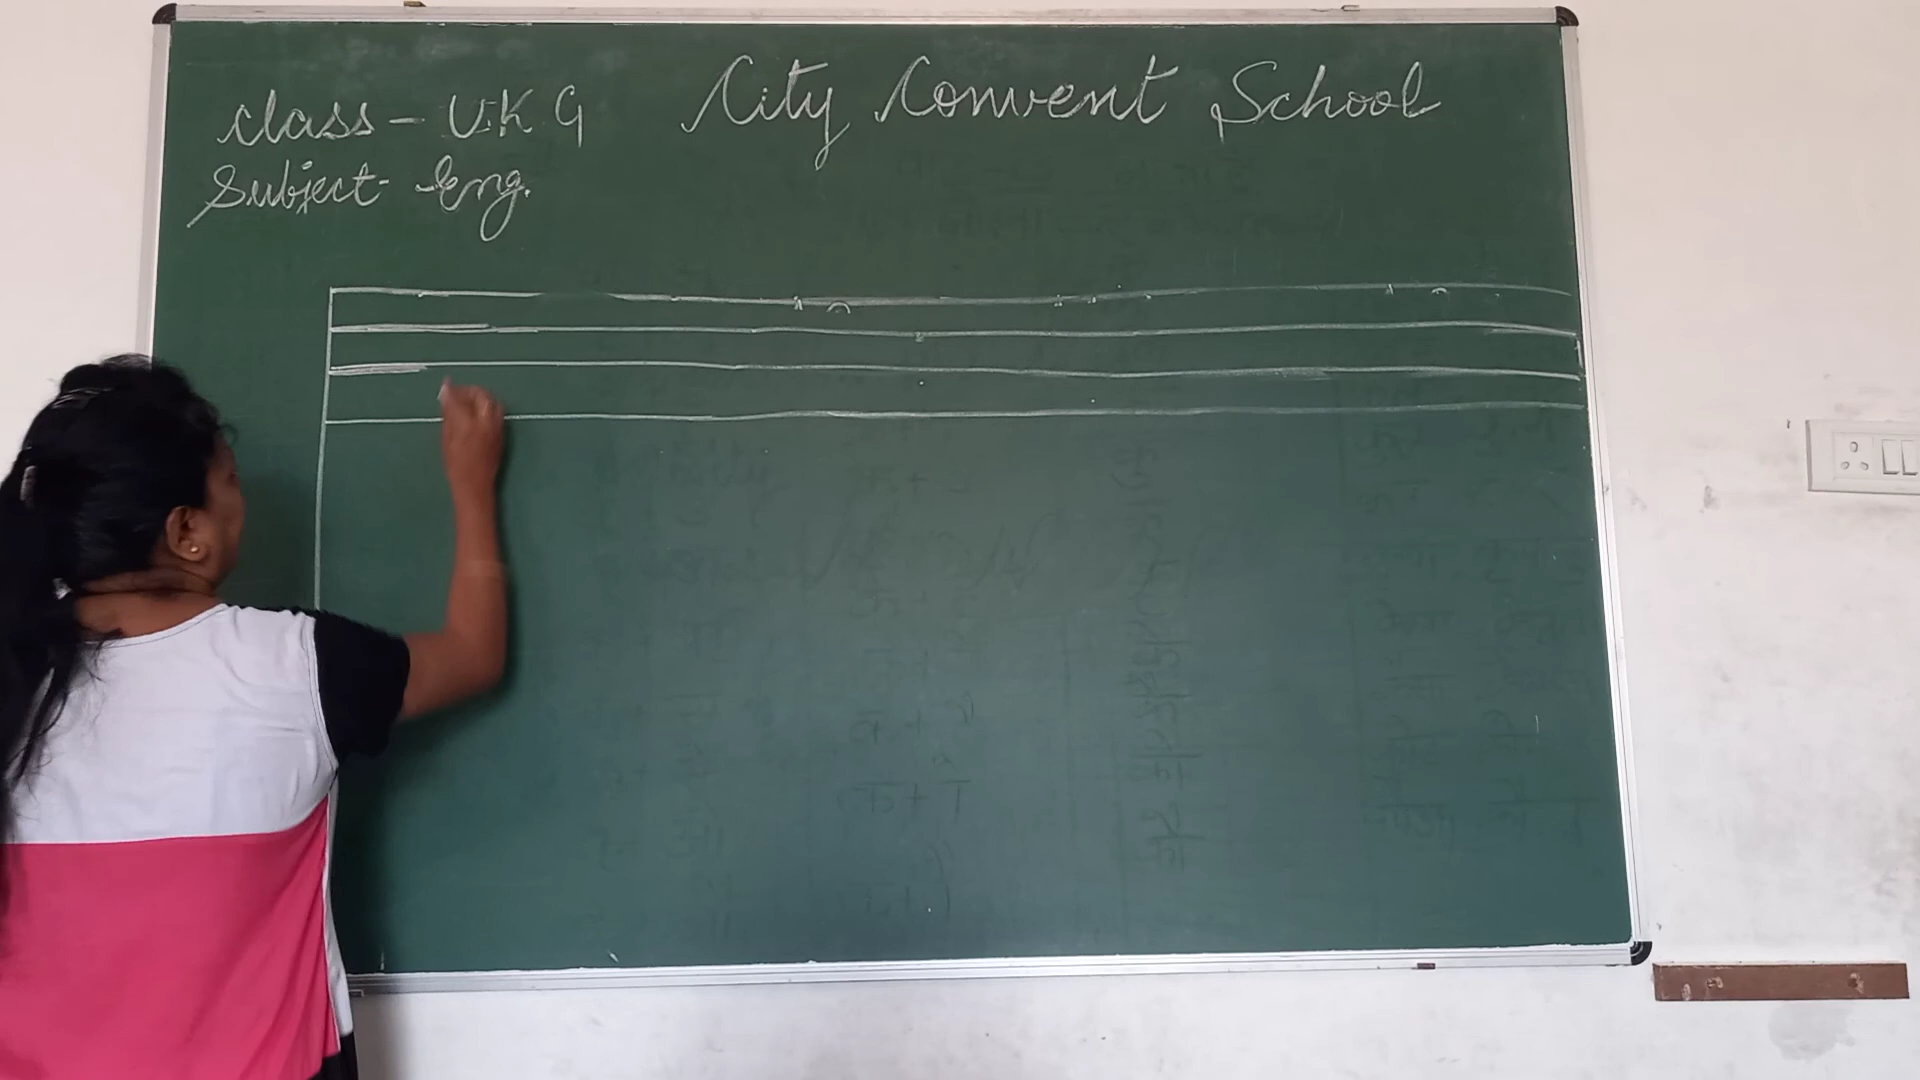 City Convent School
Class - U.K G
Subject- Eng.